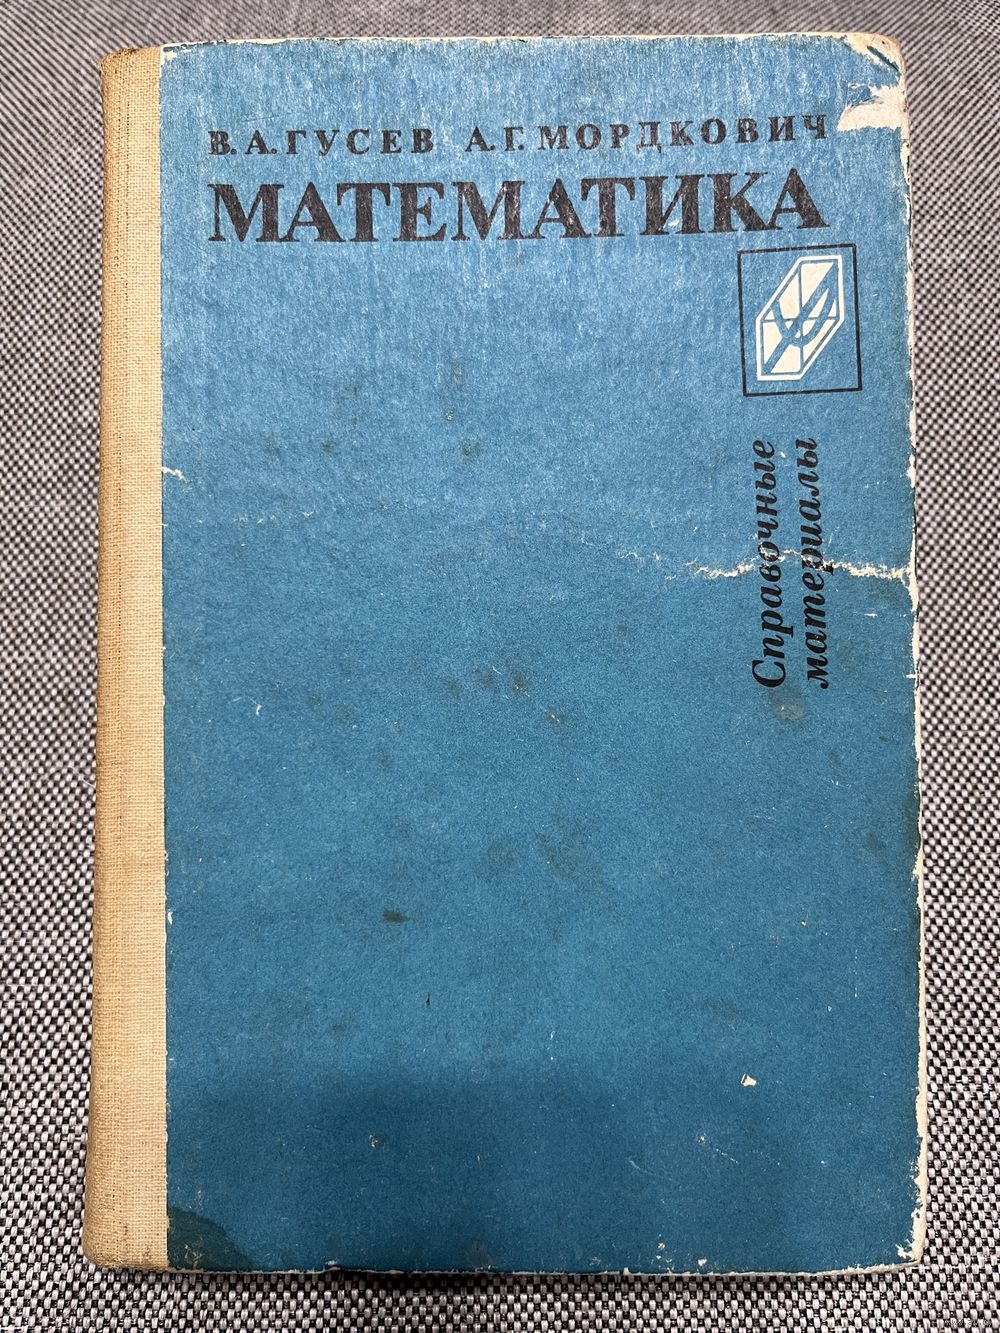 В.А.ГУСЕВ А.Г.МОРДКОВИЧ
МАТЕМАТИКА
Справочные
материалы